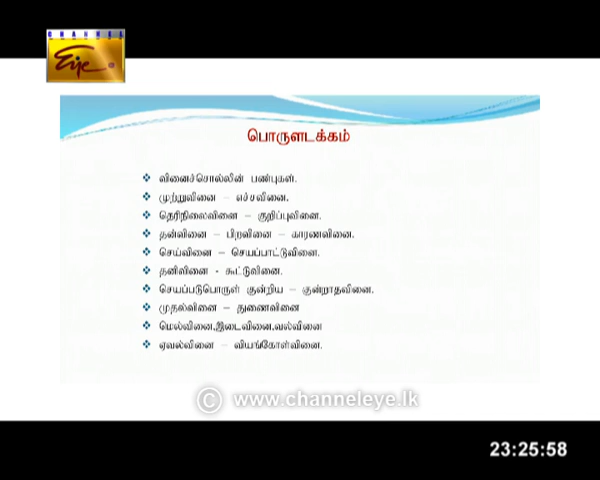 CHANNEL
Eye
பொருளடக்கம்
வினைச்சொல்லின் பண்புகள்.
முற்றுவினை – எச்சவினை.
தெரிநிலைவினை – குறிப்புவினை.
தன்வினை – பிறவினை – காரணவினை.
செய்வினை – செயப்பாட்டுவினை.
தனிவினை - கூட்டுவினை.
செயப்படுபொருள் குன்றிய – குன்றாதவினை.
முதல்வினை – துணைவினை
மெல்வினை,இடைவினை,வல்வினை
ஏவல்வினை – வியங்கோள்வினை.
© www.channeleye.lk
23:25:58